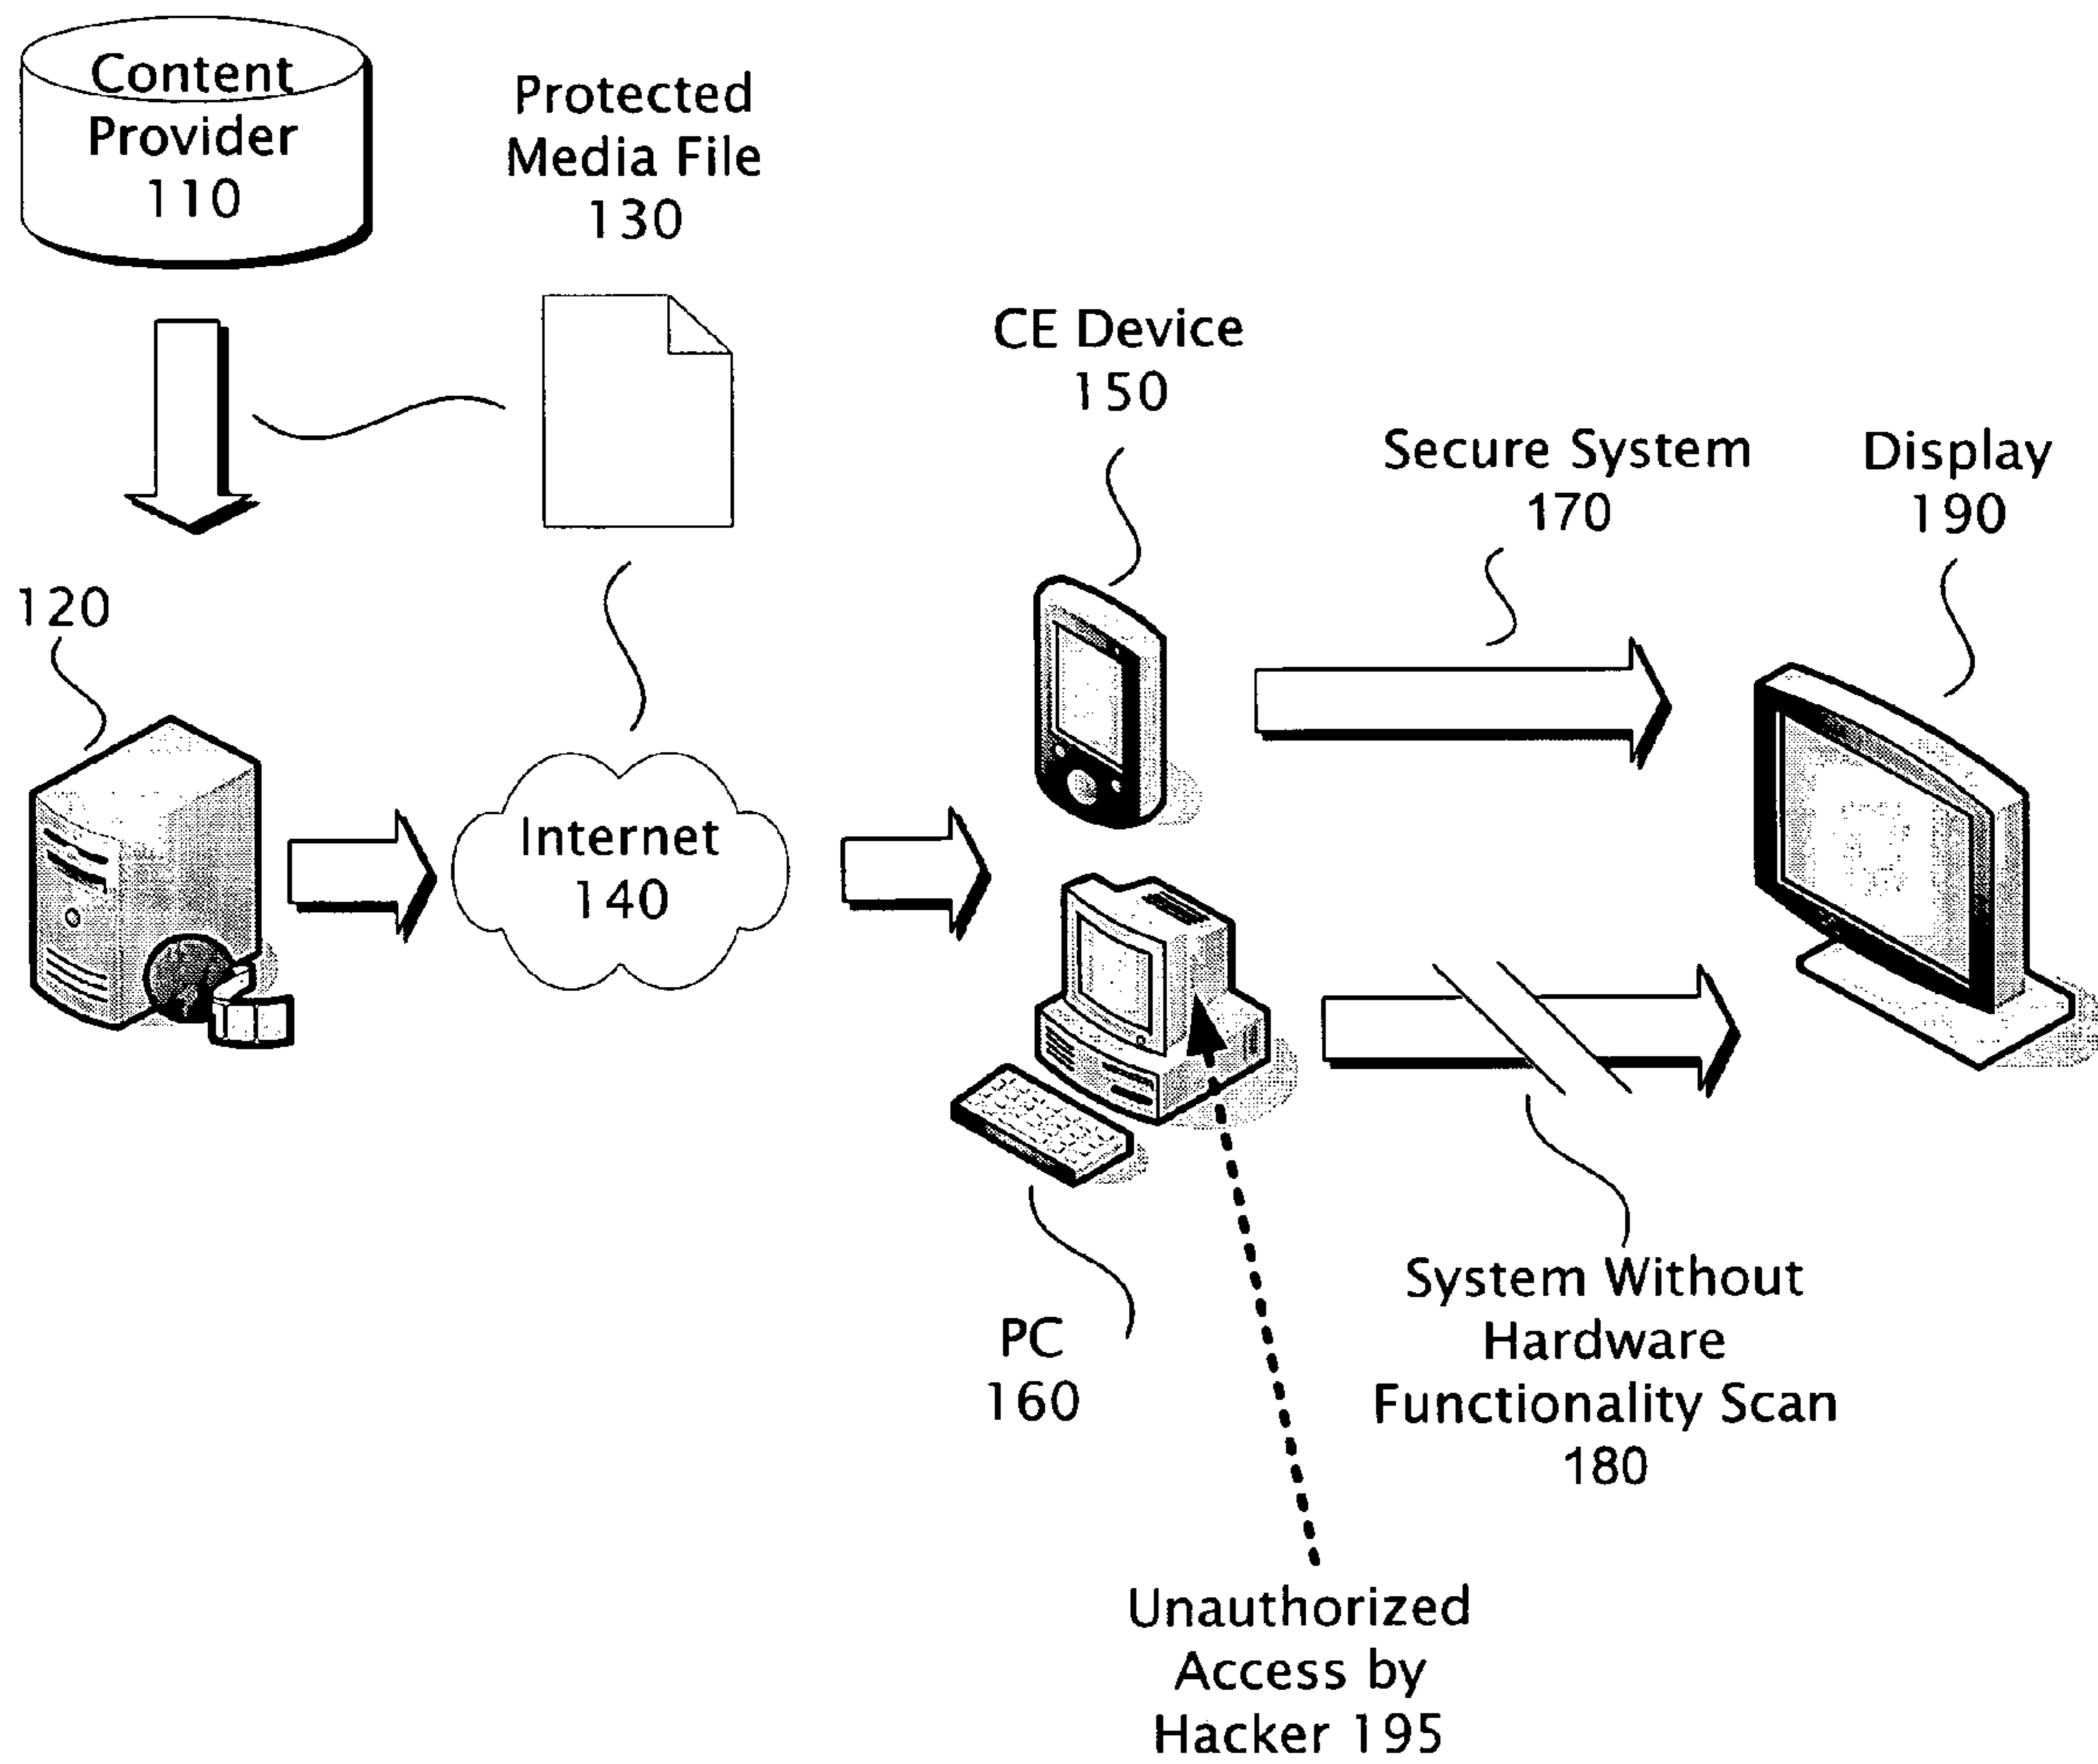 Content
Provider
110
Protected
Media File
130
CE Device
150
Secure System
170
Display
190
120
Internet
140
PC
160
System Without
Hardware
Functionality Scan
180
Unauthorized
Access by
Hacker 195